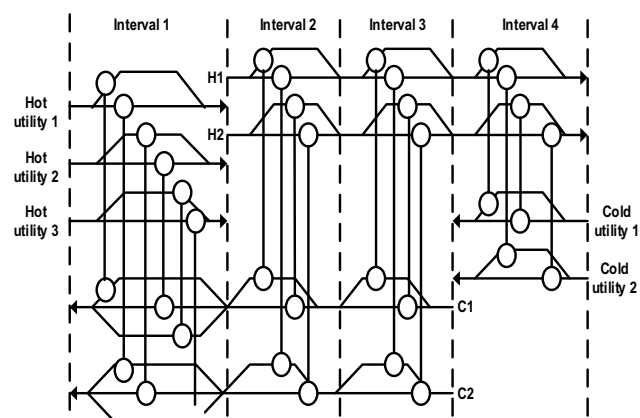 Interval 1
Interval 2
Interval 3
Interval 4
H1
Hot
utility 1
H2
Hot
utility 2
Hot
utility 3
Cold
utility 1
Cold
utility 2
C1
C2